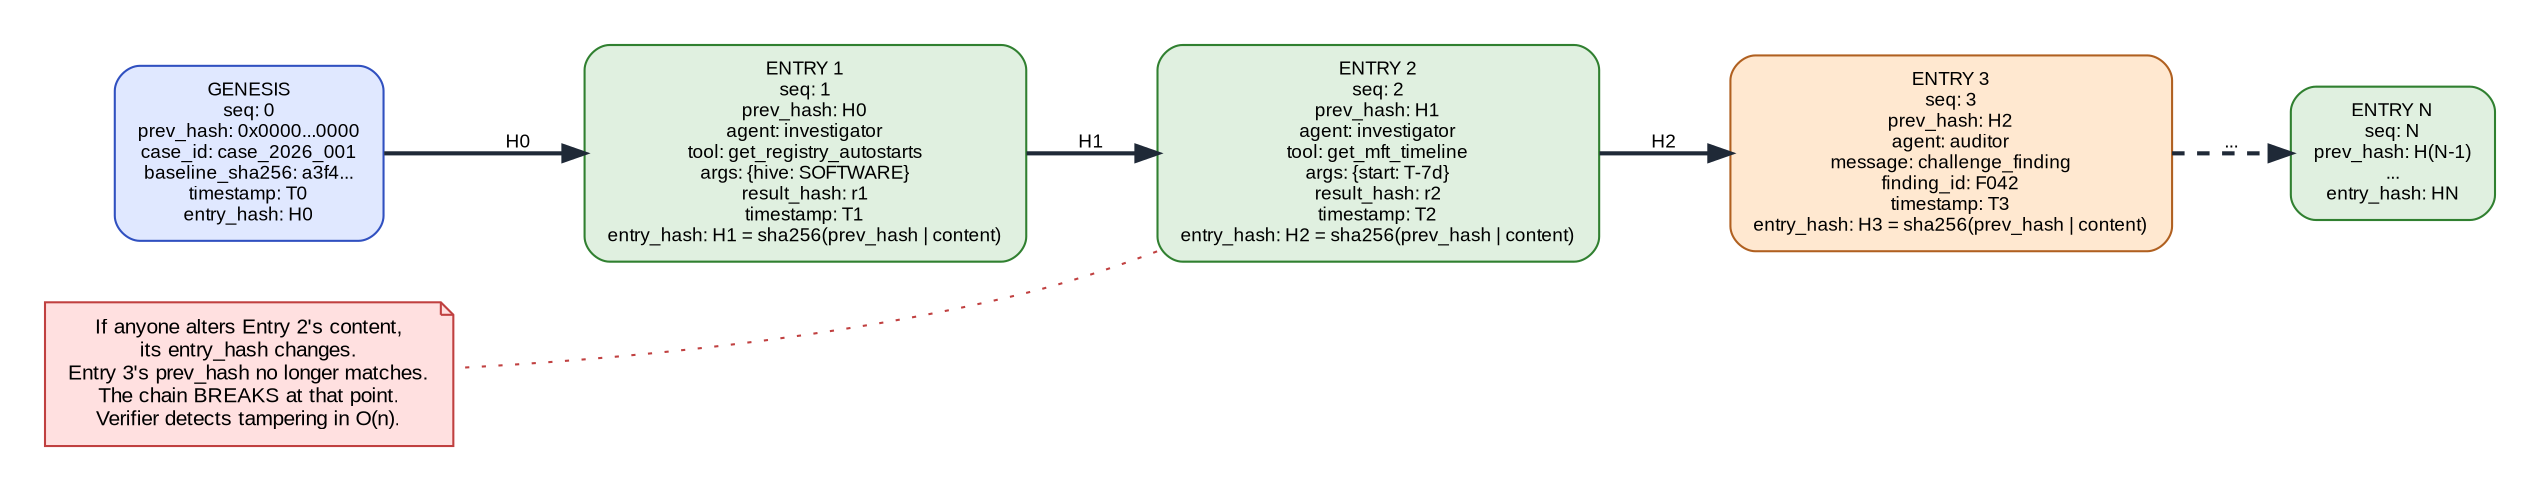 GENESIS
seq: 0
prev_hash: 0x0000...0000
case_id: case_2026_001
baseline_sha256: a3f4...
timestamp: T0
entry_hash: H0
H0
ENTRY 1
seq: 1
prev_hash: H0
agent: investigator
tool: get_registry_autostarts
args: {hive: SOFTWARE}
result_hash: r1
timestamp: T1
entry_hash: H1 = sha256(prev_hash | content)
H1
ENTRY 2
seq: 2
prev_hash: H1
agent: investigator
tool: get_mft_timeline
args: {start: T-7d}
result_hash: r2
timestamp: T2
entry_hash: H2 = sha256(prev_hash | content)
H2
ENTRY 3
seq: 3
prev_hash: H2
agent: auditor
message: challenge_finding
finding_id: F042
timestamp: T3
entry_hash: H3 = sha256(prev_hash | content)
...
ENTRY N
seq: N
prev_hash: H(N-1)
...
entry_hash: HN
If anyone alters Entry 2's content,
its entry_hash changes.
Entry 3's prev_hash no longer matches.
The chain BREAKS at that point.
Verifier detects tampering in O(n).